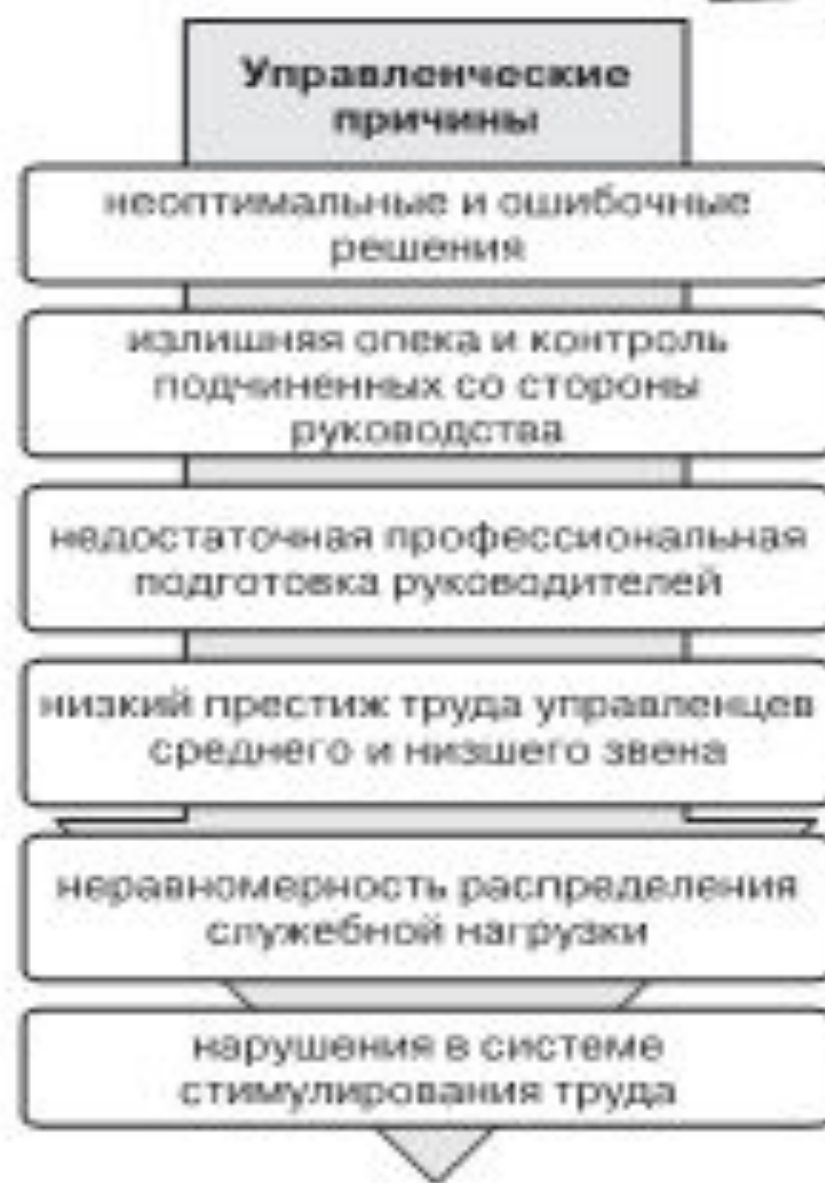 Управленческие
причины
неоптимальные и ошибочные
решения
излишняя опека и контроль
подчиненных со стороны
руководства
недостаточная профессиональная
подготовка руководителей
низкий престиж труда управленцев
среднего и низшего звена
неравномерность распределения
служебной нагрузки
нарушения в системе
стимулирования труда